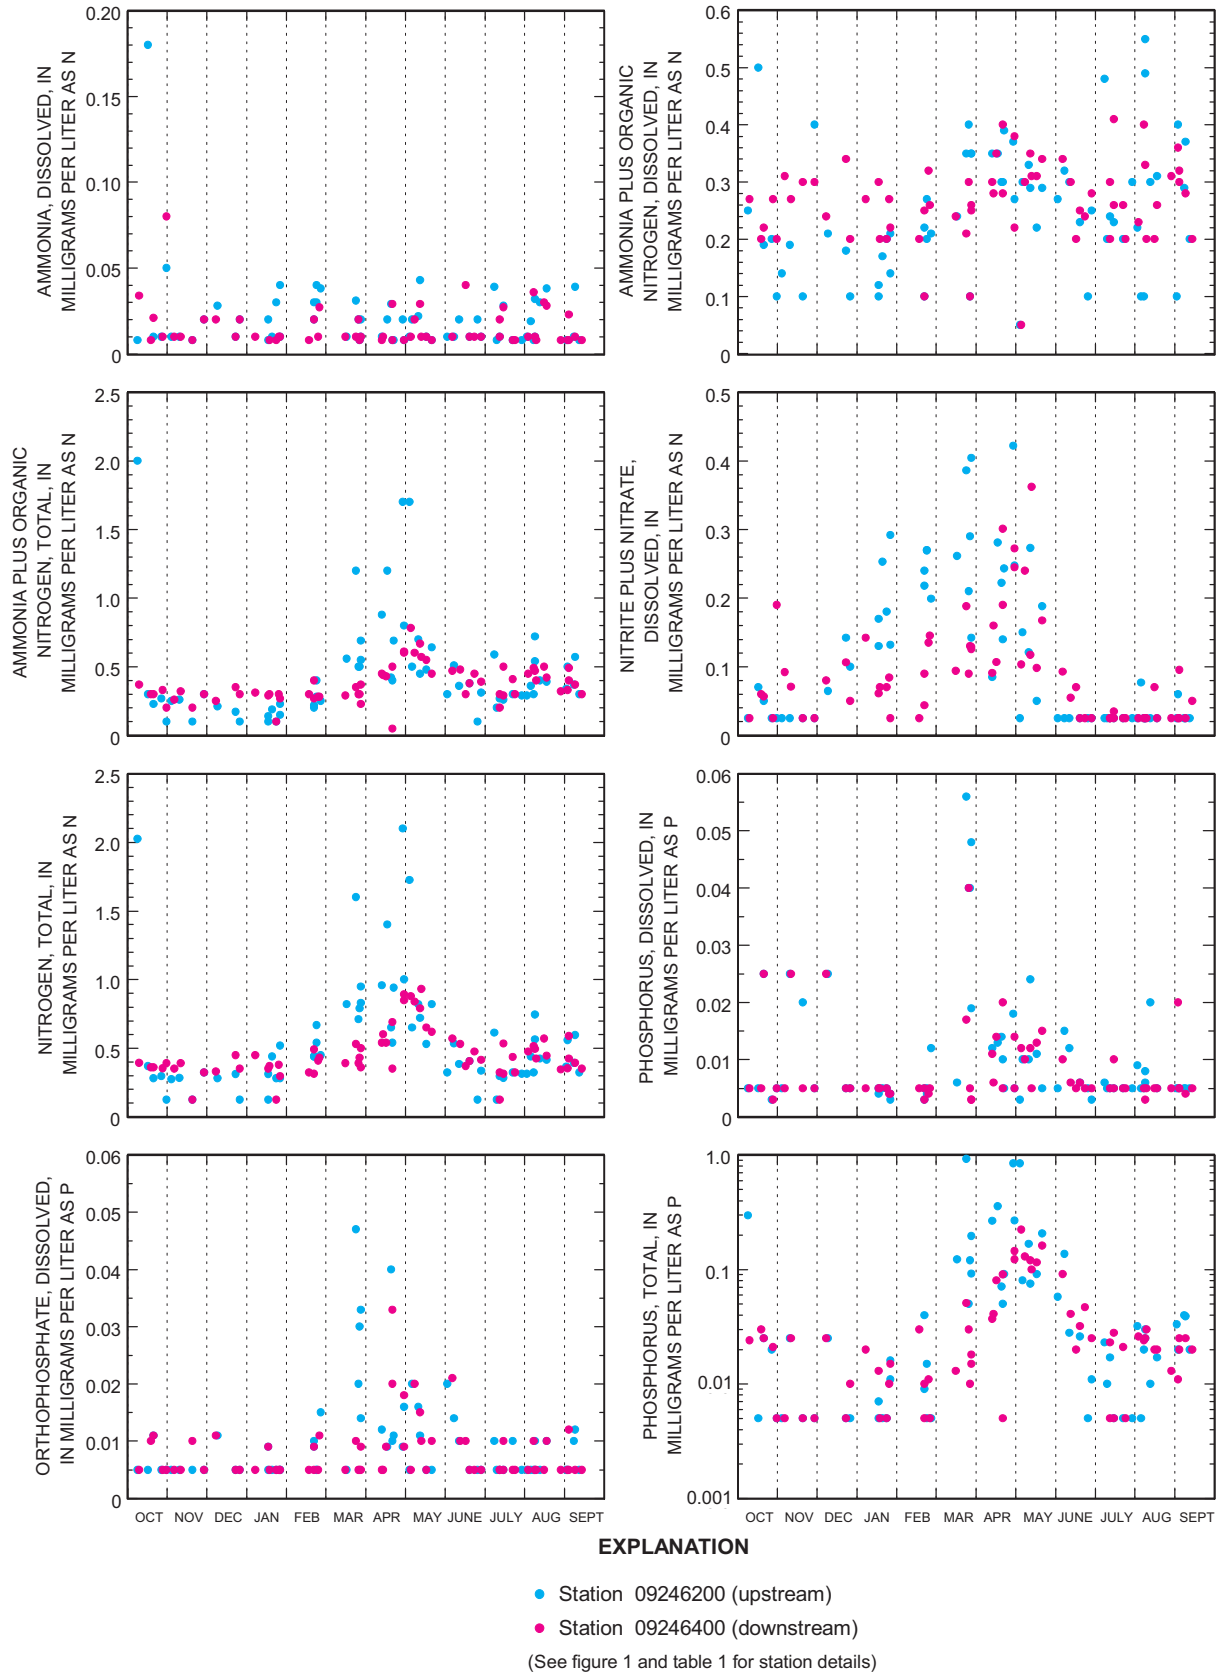 AMMONIA, DISSOLVED, IN
MILLIGRAMS PER LITER AS N
0.20
0.15
0.10
0.05
0
AMMONIA PLUS ORGANIC
NITROGEN, DISSOLVED, IN
MILLIGRAMS PER LITER AS N
0.6
0.5
0.4
0.3
0.2
0.1
0
AMMONIA PLUS ORGANIC
NITROGEN, TOTAL, IN
MILLIGRAMS PER LITER AS N
2.5
2.0
1.5
1.0
0.5
0
NITRITE PLUS NITRATE,
DISSOLVED, IN
MILLIGRAMS PER LITER AS N
0.5
0.4
0.3
0.2
0.1
0
NITROGEN, TOTAL, IN
MILLIGRAMS PER LITER AS N
2.5
2.0
1.5
1.0
0.5
0
PHOSPHORUS, DISSOLVED, IN
MILLIGRAMS PER LITER AS P
0.06
0.05
0.04
0.03
0.02
0.01
0
ORTHOPHOSPHATE, DISSOLVED,
IN MILLIGRAMS PER LITER AS P
0.06
0.05
0.04
0.03
0.02
0.01
0
OCT NOV DEC JAN FEB MAR APR MAY JUNE JULY AUG SEPT
PHOSPHORUS, TOTAL, IN
MILLIGRAMS PER LITER AS P
1.0
0.1
0.01
0.001
OCT NOV DEC JAN FEB MAR APR MAY JUNE JULY AUG SEPT
EXPLANATION
Station 09246200 (upstream)
Station 09246400 (downstream)
(See figure 1 and table 1 for station details)